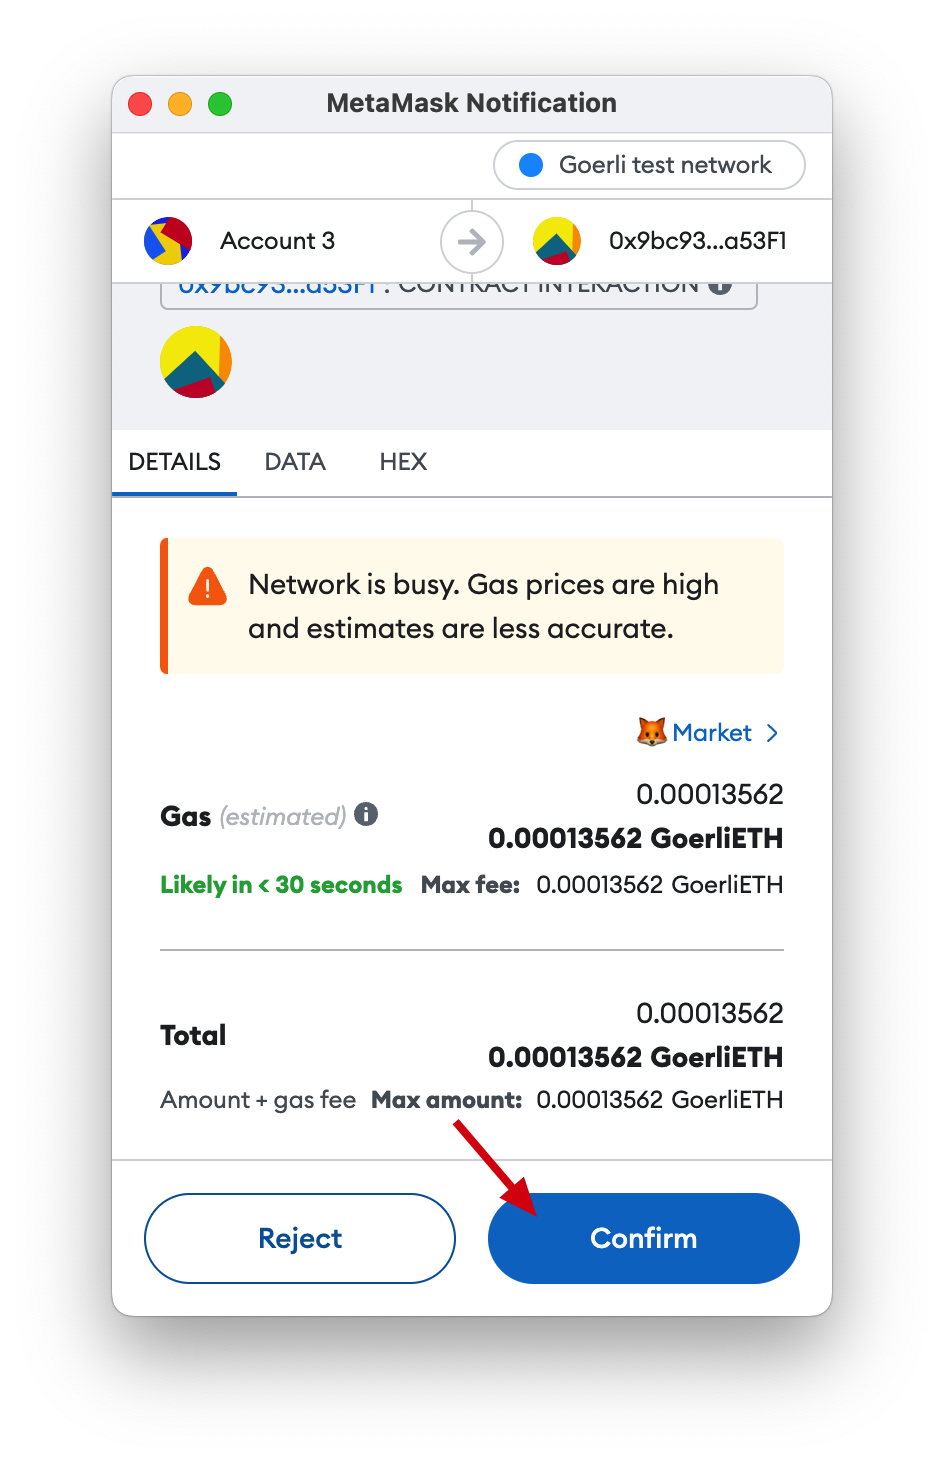 MetaMask Notification
Goerli test network
Account 3
0x9bc93...a53F1
0x9bc93...a53F1 : CONTRACT INTERACTION
DETAILS DATA HEX
Network is busy. Gas prices are high
and estimates are less accurate.
Market
0.00013562
Gas (estimated)
0.00013562 GoerliETH
Likely in < 30 seconds Max fee: 0.00013562 GoerliETH
0.00013562
Total
0.00013562 GoerliETH
Amount + gas fee Max amount: 0.00013562 GoerliETH
Reject
Confirm